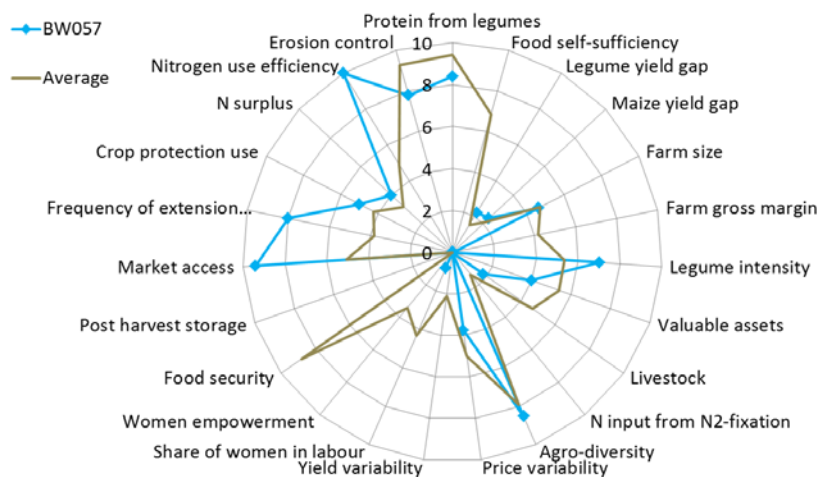 BW057
Average
Protein from legumes
Food self-sufficiency
Legume yield gap
Maize yield gap
Farm size
Farm gross margin
Legume intensity
Valuable assets
Livestock
N input from N2-fixation
Agro-diversity
Price variability
Yield variability
Share of women in labour
Women empowerment
Food security
Post harvest storage
Market access
Frequency of extension...
Crop protection use
N surplus
Nitrogen use efficiency
Erosion control
10
8
6
4
2
0